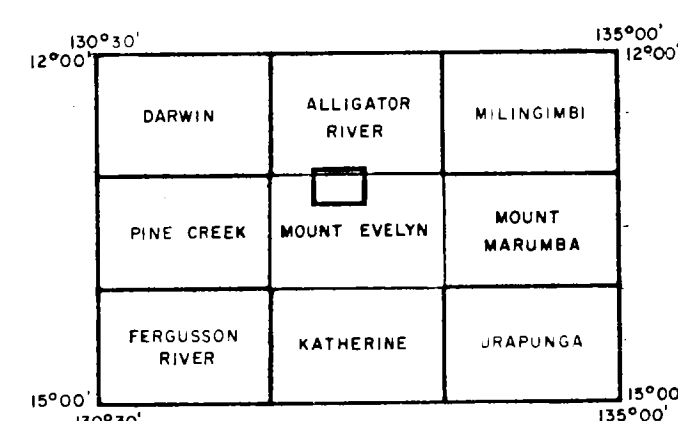 130°30'
135°00'
12°00'
12°00'
DARWIN
ALLIGATOR
RIVER
MILINGIMBI
PINE CREEK
MOUNT EVELYN
MOUNT
MARUMBA
FERGUSSON
RIVER
KATHERINE
URAPUNGA
15°00'
15°00'
130°30'
135°00'